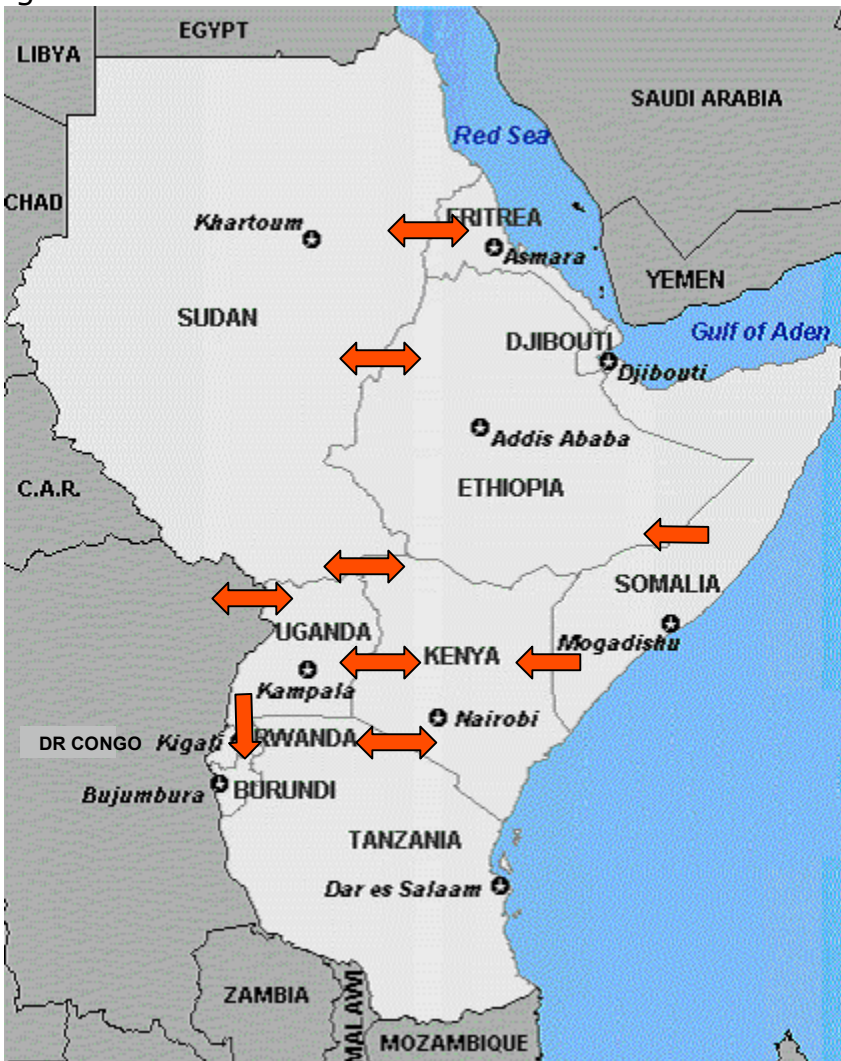 EGYPT
LIBYA
SAUDI ARABIA
Red Sea
CHAD
Khartoum
ERITREA
Asmara
YEMEN
SUDAN
DJIBOUTI
Gulf of Aden
Djibouti
Addis Ababa
C.A.R.
ETHIOPIA
SOMALIA
UGANDA
Mogadishu
KENYA
Kampala
Nairobi
DR CONGO
Kigali
RWANDA
Bujumbura
BURUNDI
TANZANIA
Dar es Salaam
ZAMBIA
MALAWI
MOZAMBIQUE